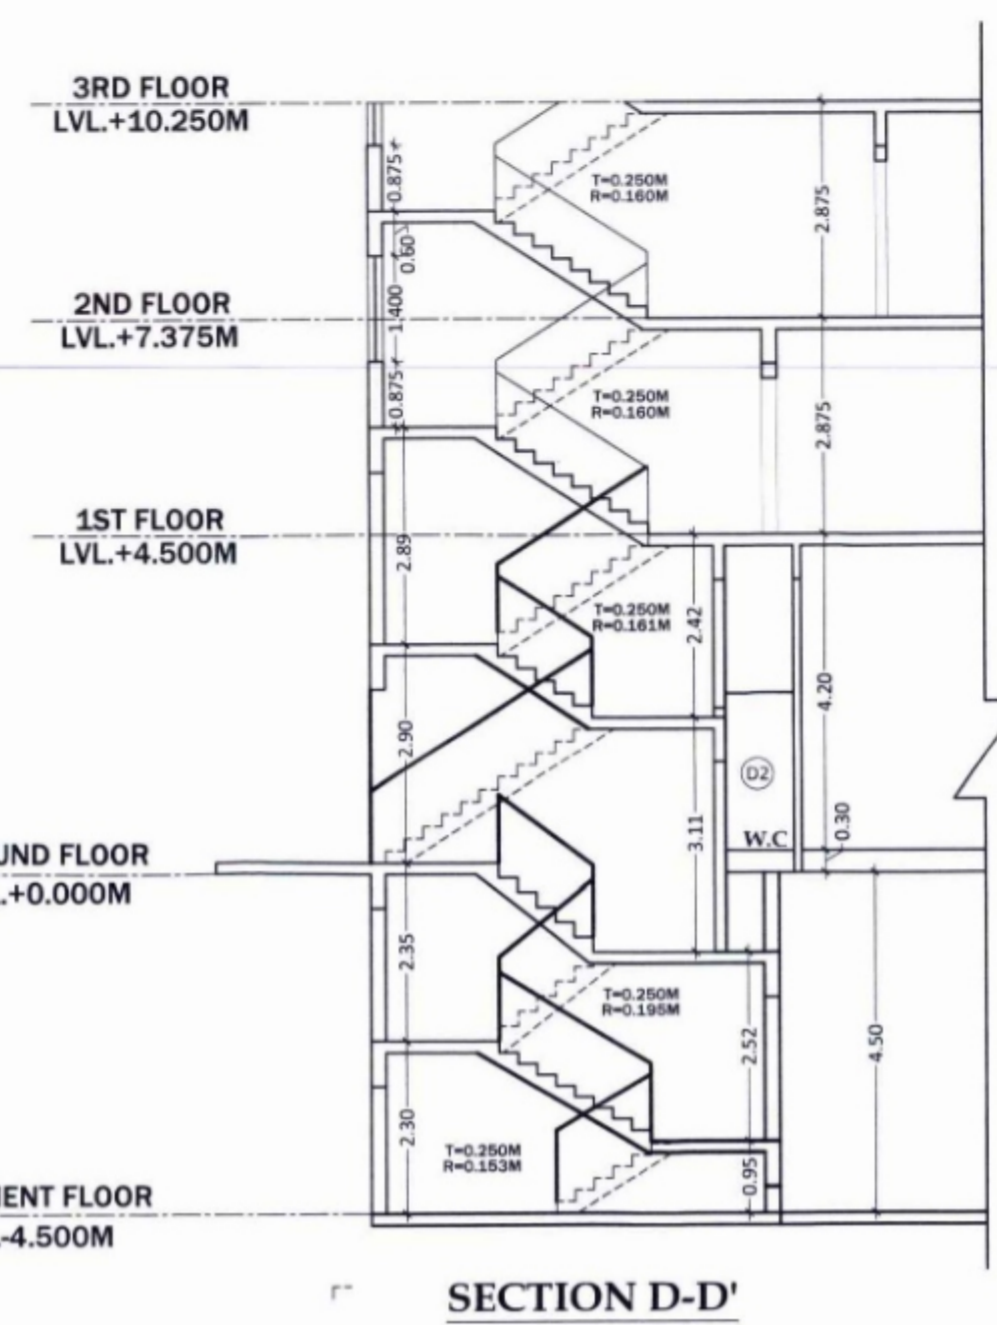 3RD FLOOR
LVL.+10.250M
0.875
T=0.250M
R=0.160M
2.875
0.60
2ND FLOOR
LVL.+7.375M
1.400
0.875
T=0.250M
R=0.160M
2.875
1ST FLOOR
LVL.+4.500M
2.89
T=0.250M
R=0.161M
2.42
4.20
2.90
D2
3.11
W.C
0.30
UND FLOOR
.+0.000M
2.35
T=0.250M
R=0.195M
2.52
4.50
2.30
T=0.250M
R=0.153M
0.95
MENT FLOOR
-4.500M
SECTION D-D'